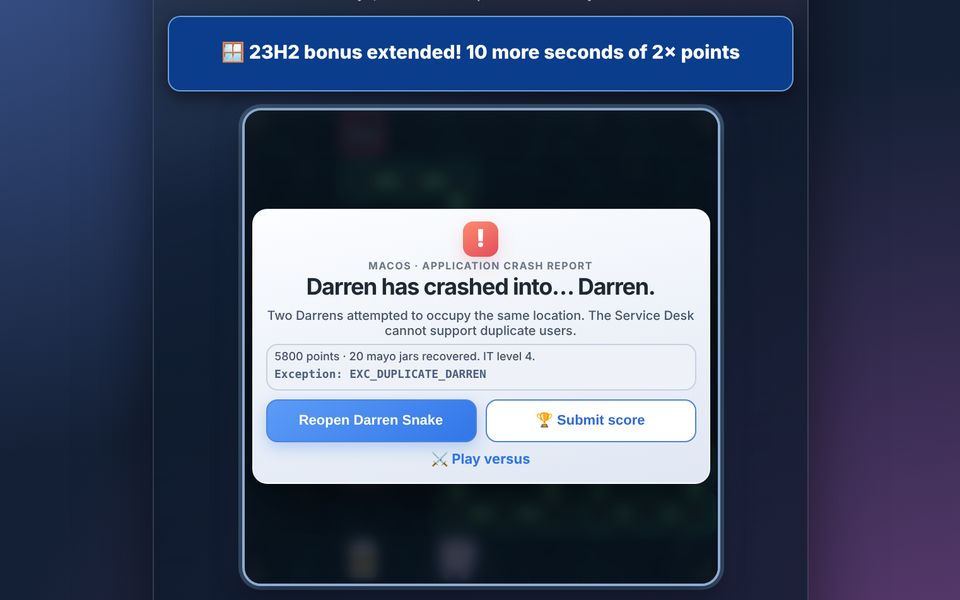 🪟 23H2 bonus extended! 10 more seconds of 2× points
MACOS · APPLICATION CRASH REPORT
Darren has crashed into… Darren.
Two Darrens attempted to occupy the same location. The Service Desk
cannot support duplicate users.
5800 points · 20 mayo jars recovered. IT level 4.
Exception: EXC_DUPLICATE_DARREN
Reopen Darren Snake
🏆 Submit score
⚔️ Play versus